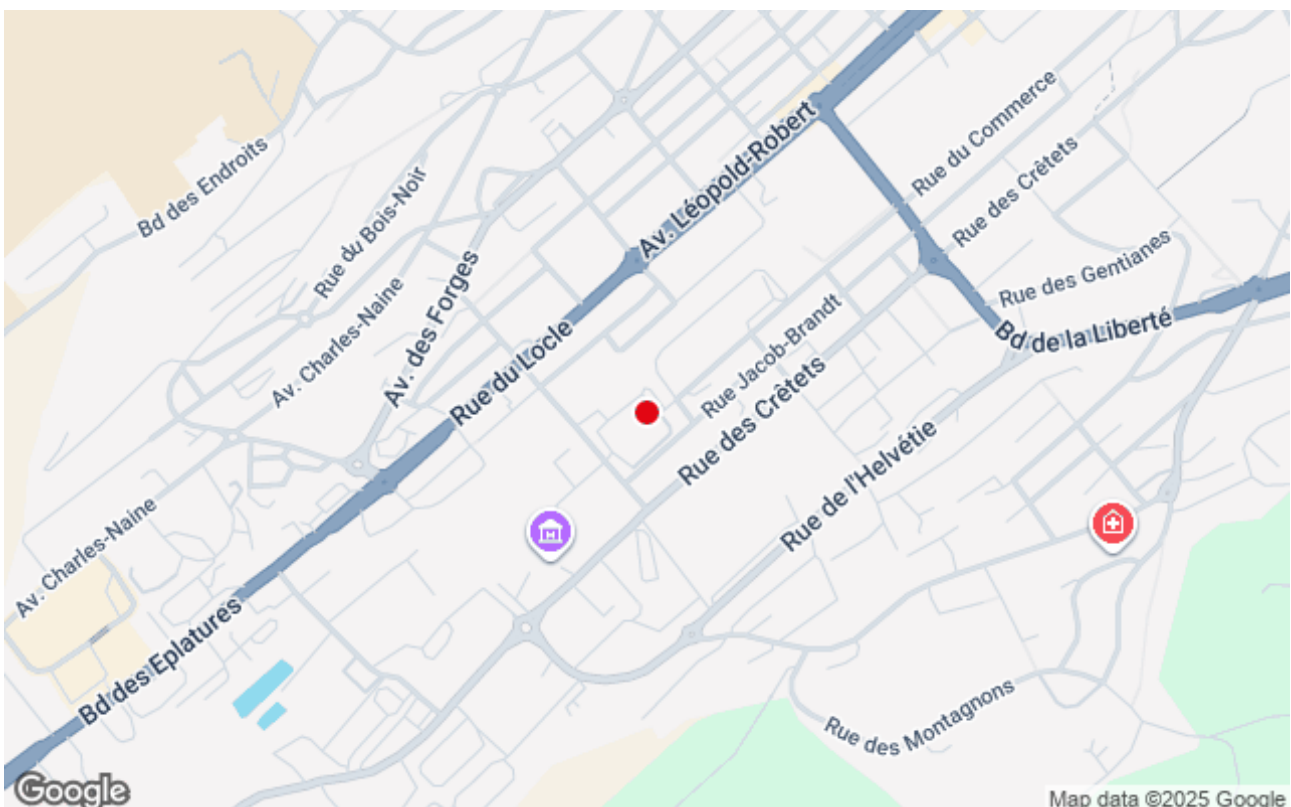 Rue du Commerce
Av. Léopold-Robert
Bd des Endroits
Rue des Crêtets
Rue du Bois-Noir
Rue des Gentianes
Av. des Forges
Av. Charles-Naine
Bd de la Liberté
Rue du Locle
Rue Jacob-Brandt
Rue des Crêtets
Rue de l'Helvétie
Av. Charles-Naine
Bd des Eplatures
Rue des Montagnons
Google
Map data ©2025 Google